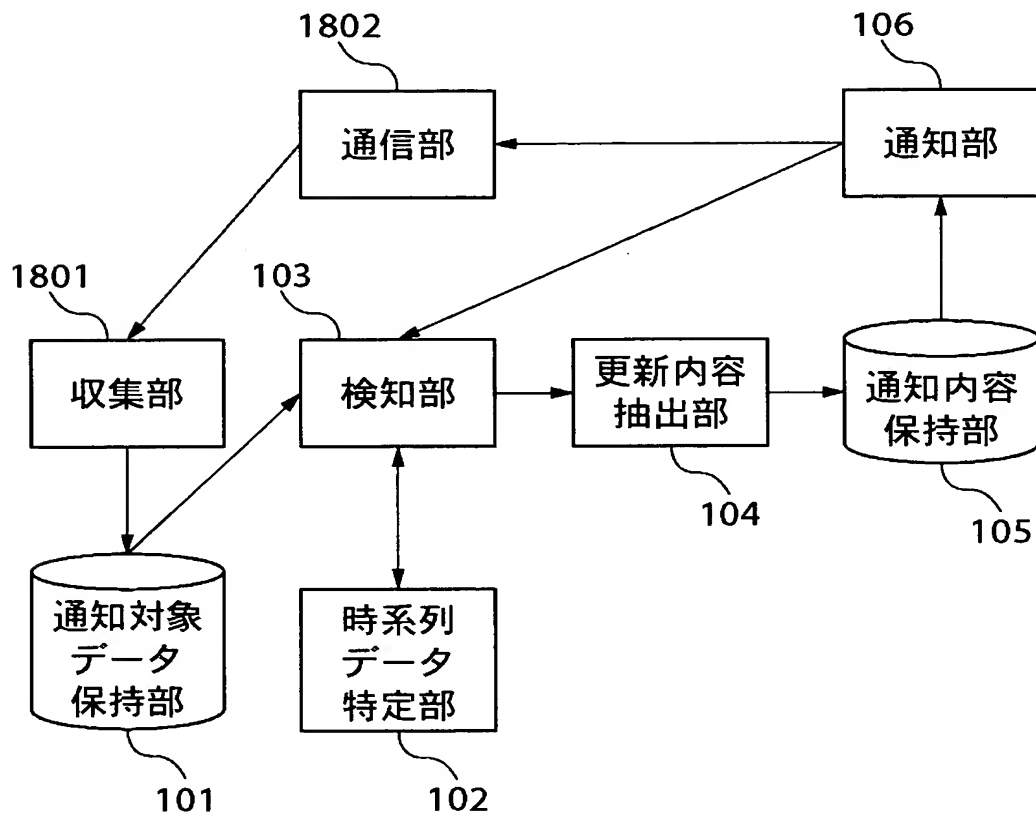 1802
106
通信部
通知部
1801
103
収集部
検知部
更新内容
抽出部
通知内容
保持部
104
105
通知対象
データ
保持部
時系列
データ
特定部
101
102